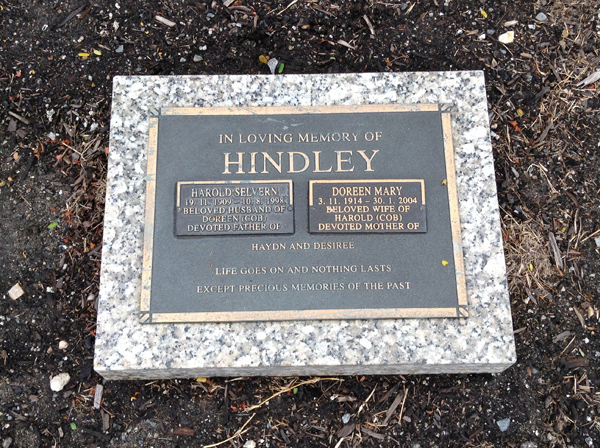 IN LOVING MEMORY OF
HINDLEY
HAROLD SELVERN
19. 11. 1909 – 10. 8. 1998
BELOVED HUSBAND OF
DOREEN (COB)
DEVOTED FATHER OF
DOREEN MARY
3. 11. 1914 – 30. 1. 2004
BELOVED WIFE OF
HAROLD (COB)
DEVOTED MOTHER OF
HAYDN AND DESIREE
LIFE GOES ON AND NOTHING LASTS
EXCEPT PRECIOUS MEMORIES OF THE PAST